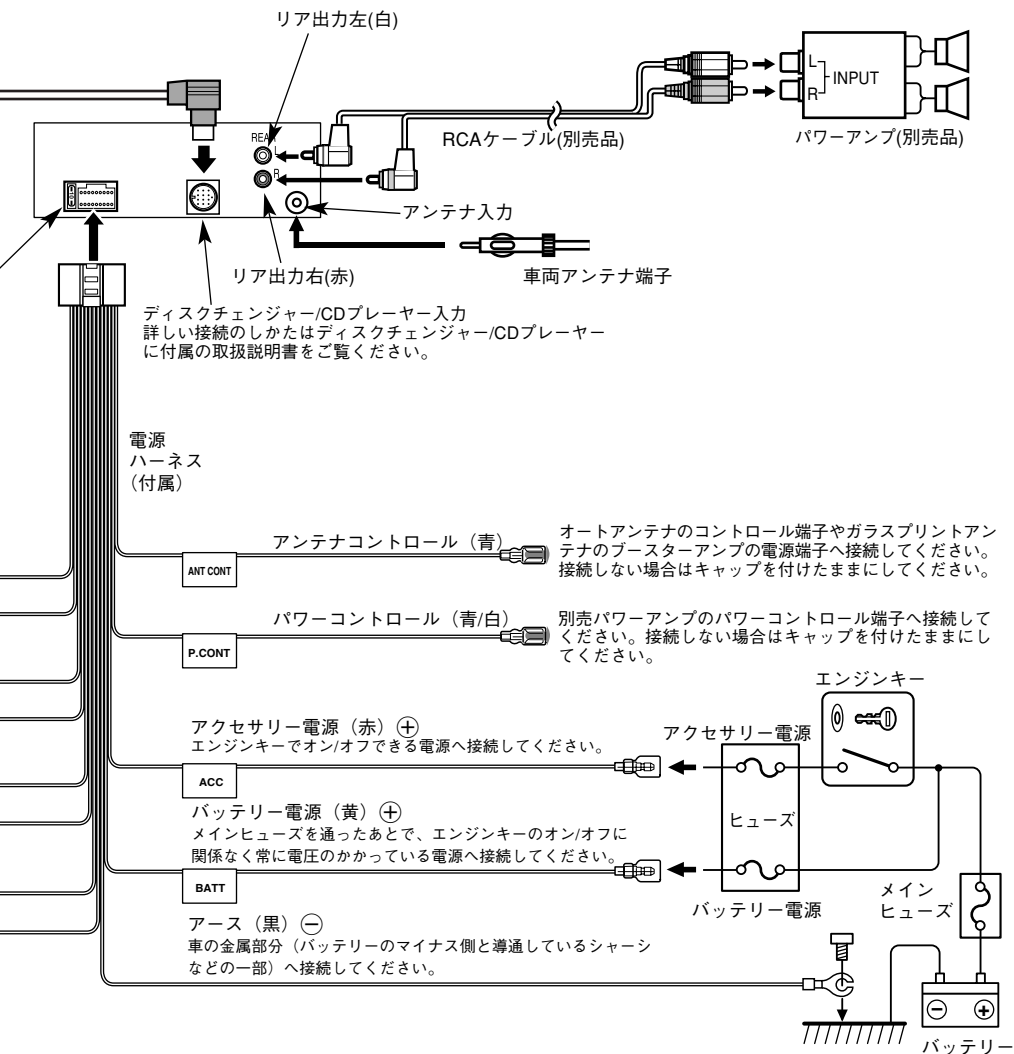 リア出力左(白)
L
R
INPUT
REAR
L
R
RCAケーブル(別売品)
パワーアンプ(別売品)
アンテナ入力
リア出力右(赤)
車両アンテナ端子
ディスクチェンジャー/CDプレーヤー入力
詳しい接続のしかたはディスクチェンジャー/CDプレーヤー
に付属の取扱説明書をご覧ください。
電源
ハーネス
（付属）
アンテナコントロール（青）
ANT CONT
オートアンテナのコントロール端子やガラスプリントアン
テナのブースターアンプの電源端子へ接続してください。
接続しない場合はキャップを付けたままにしてください。
パワーコントロール（青/白）
P.CONT
別売パワーアンプのパワーコントロール端子へ接続して
ください。接続しない場合はキャップを付けたままにし
てください。
エンジンキー
アクセサリー電源（赤）⊕
エンジンキーでオン/オフできる電源へ接続してください。
ACC
アクセサリー電源
ヒューズ
バッテリー電源（黄）⊕
メインヒューズを通ったあとで、エンジンキーのオン/オフに
関係なく常に電圧のかかっている電源へ接続してください。
BATT
バッテリー電源
メイン
ヒューズ
アース（黒）⊖
車の金属部分（バッテリーのマイナス側と導通しているシャーシ
などの一部）へ接続してください。
⊖ ⊕
バッテリー